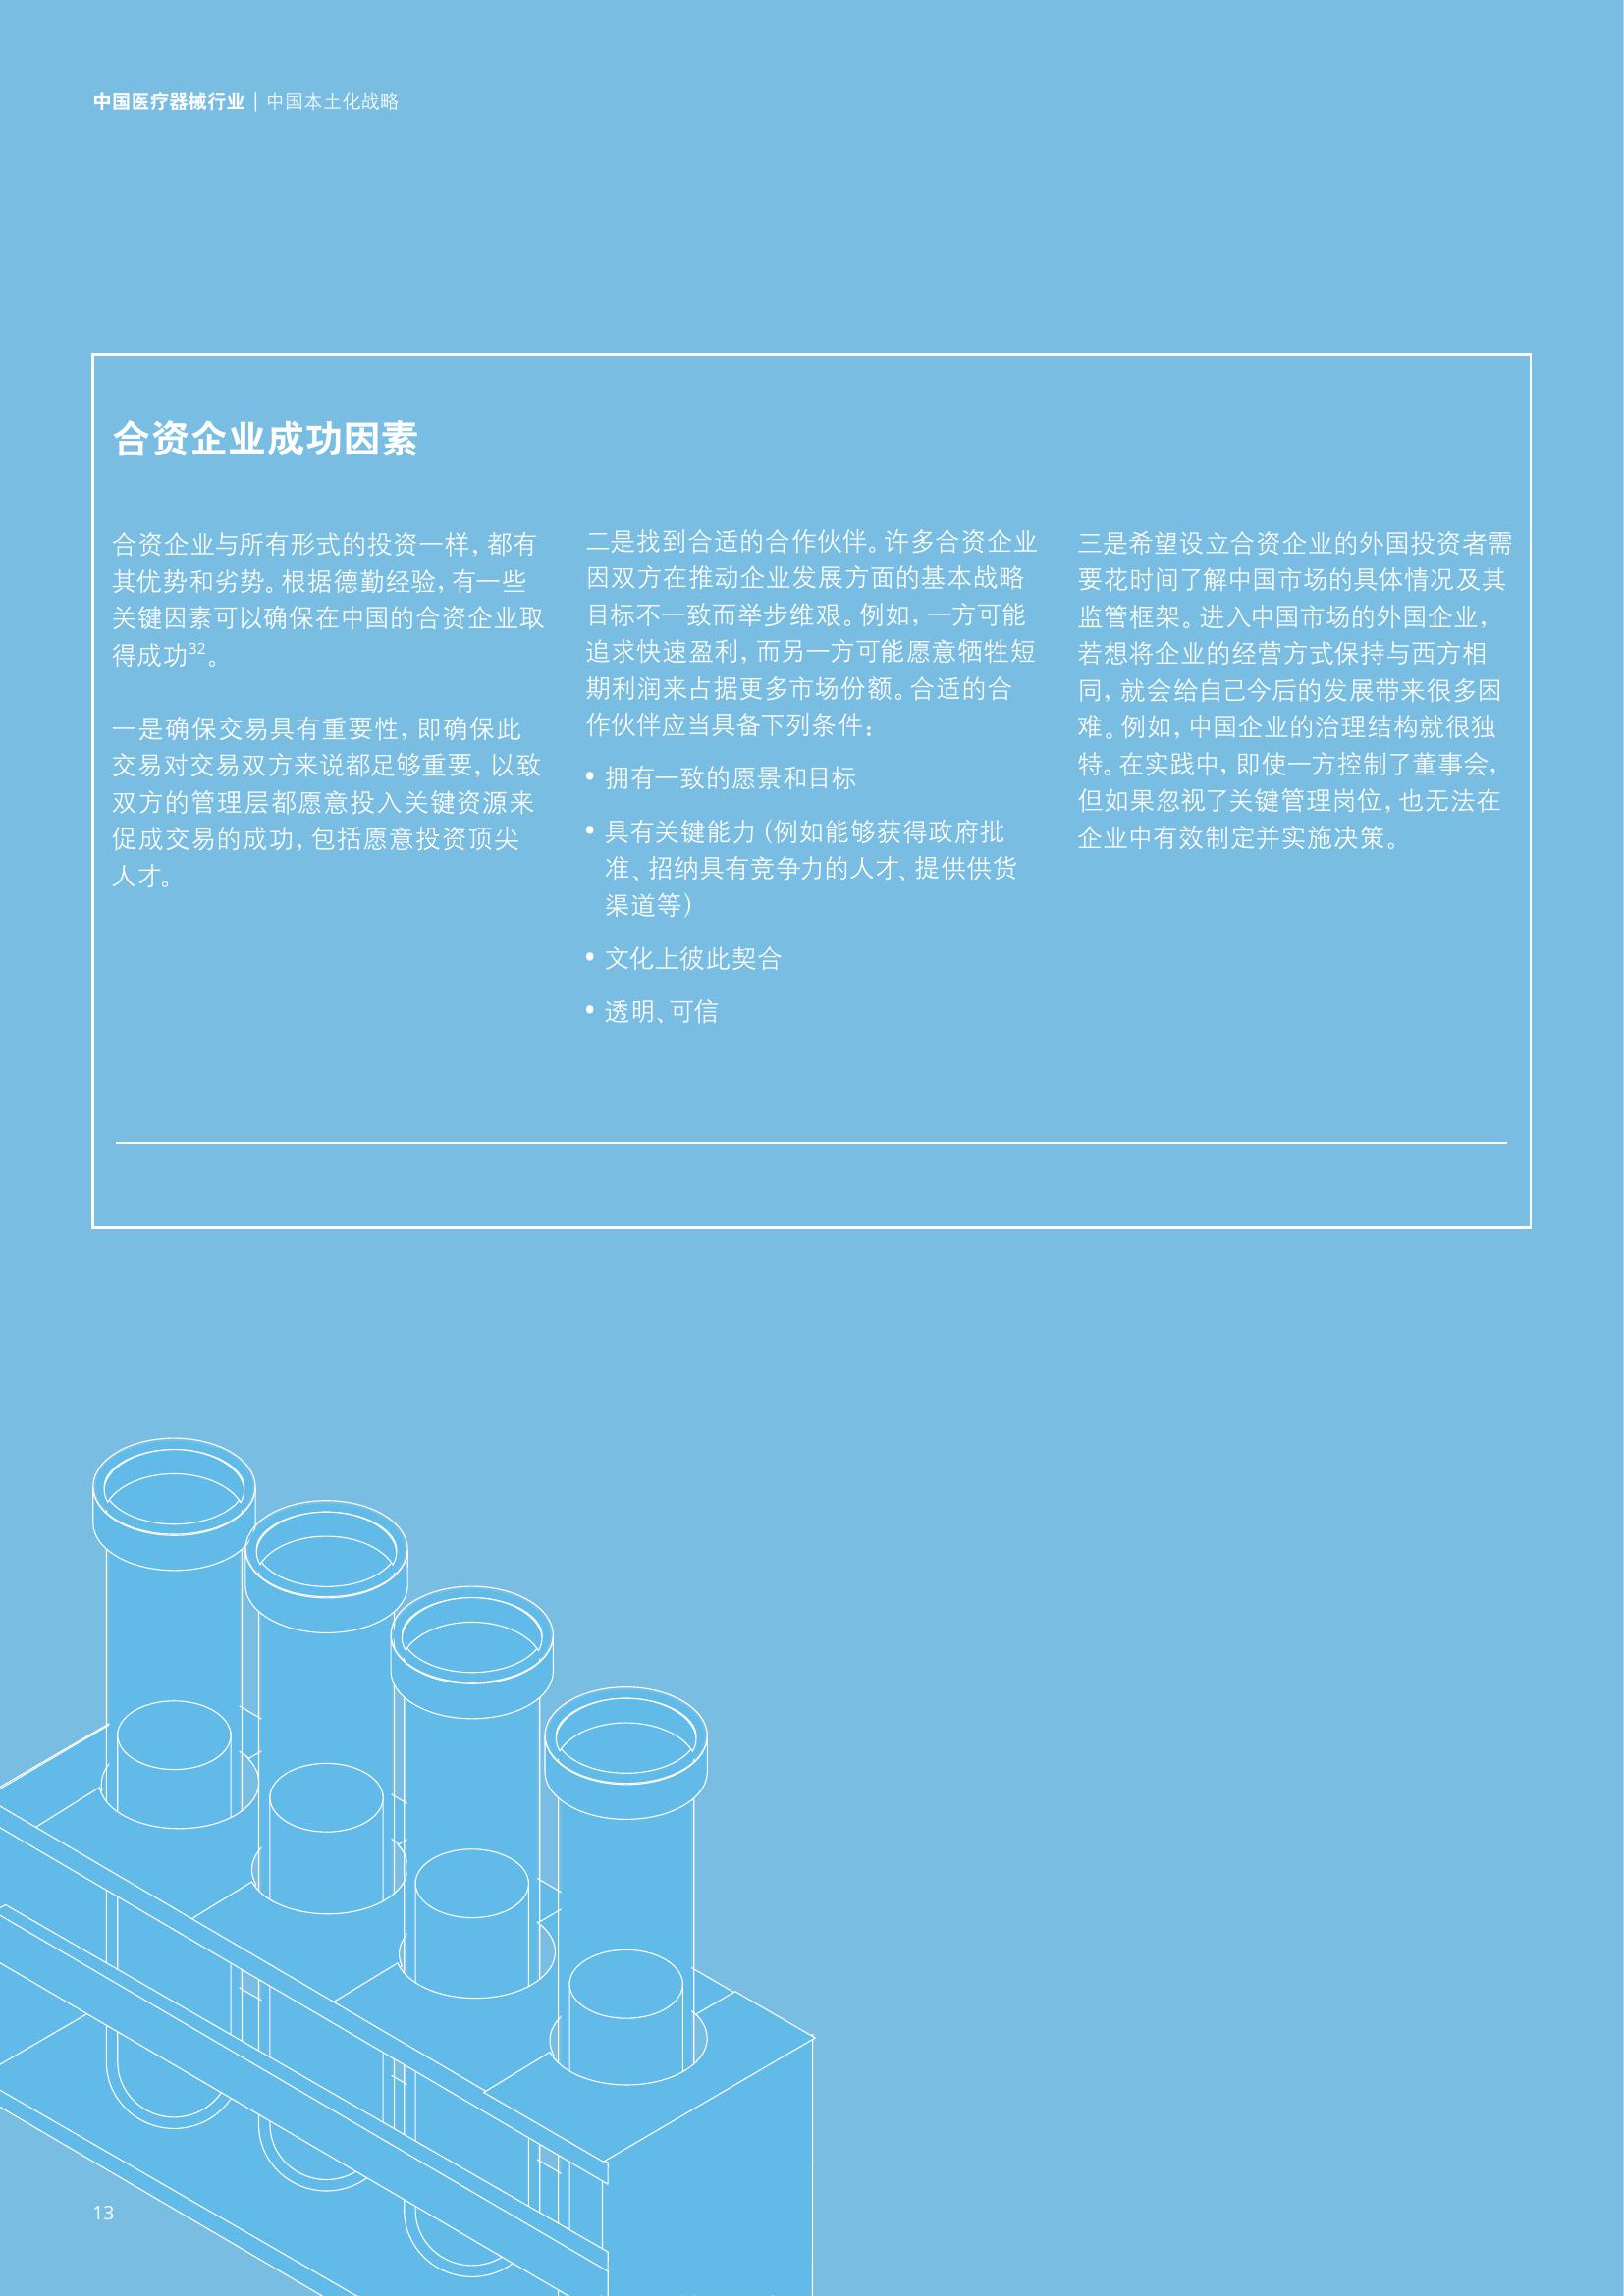 中国医疗器械行业 | 中国本土化战略
合资企业成功因素
合资企业与所有形式的投资一样，都有
其优势和劣势。根据德勤经验，有一些
关键因素可以确保在中国的合资企业取
得成功32。
一是确保交易具有重要性，即确保此
交易对交易双方来说都足够重要，以致
双方的管理层都愿意投入关键资源来
促成交易的成功，包括愿意投资顶尖
人才。
二是找到合适的合作伙伴。许多合资企业
因双方在推动企业发展方面的基本战略
目标不一致而举步维艰。例如，一方可能
追求快速盈利，而另一方可能愿意牺牲短
期利润来占据更多市场份额。合适的合
作伙伴应当具备下列条件：
• 拥有一致的愿景和目标
• 具有关键能力（例如能够获得政府批
准、招纳具有竞争力的人才、提供供货
渠道等）
• 文化上彼此契合
• 透明、可信
三是希望设立合资企业的外国投资者需
要花时间了解中国市场的具体情况及其
监管框架。进入中国市场的外国企业，
若想将企业的经营方式保持与西方相
同，就会给自己今后的发展带来很多困
难。例如，中国企业的治理结构就很独
特。在实践中，即使一方控制了董事会，
但如果忽视了关键管理岗位，也无法在
企业中有效制定并实施决策。
13